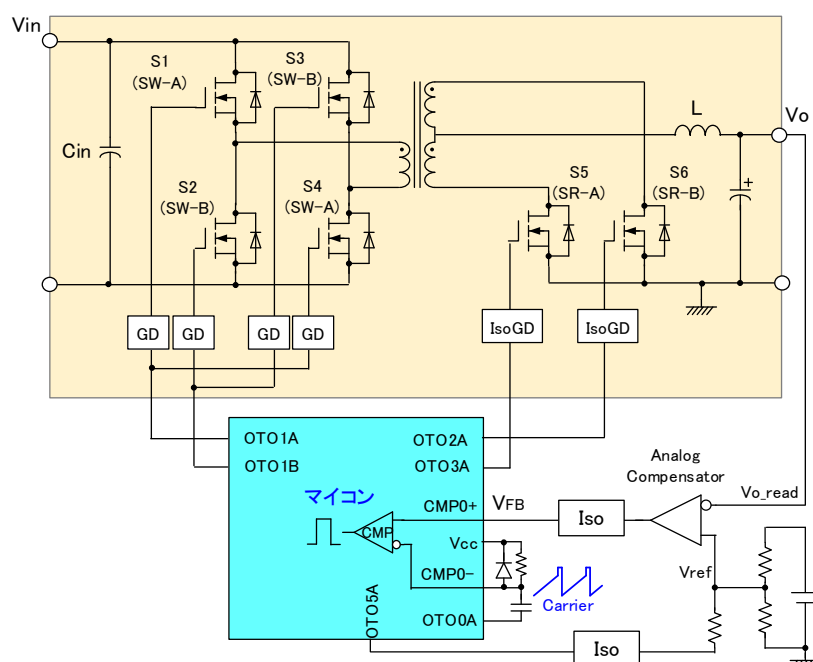 Vin
Vo
S1
(SW-A)
S3
(SW-B)
L
Cin
S2
(SW-B)
S4
(SW-A)
S5
(SR-A)
S6
(SR-B)
+
GD
GD
GD
GD
IsoGD
IsoGD
OTO1A
OTO1B
OTO2A
OTO3A
マイコン
CMP
CMP0+
VFB
Iso
Analog
Compensator
Vo_read
Vcc
CMP0-
Carrier
Vref
OTO5A
OTO0A
Iso